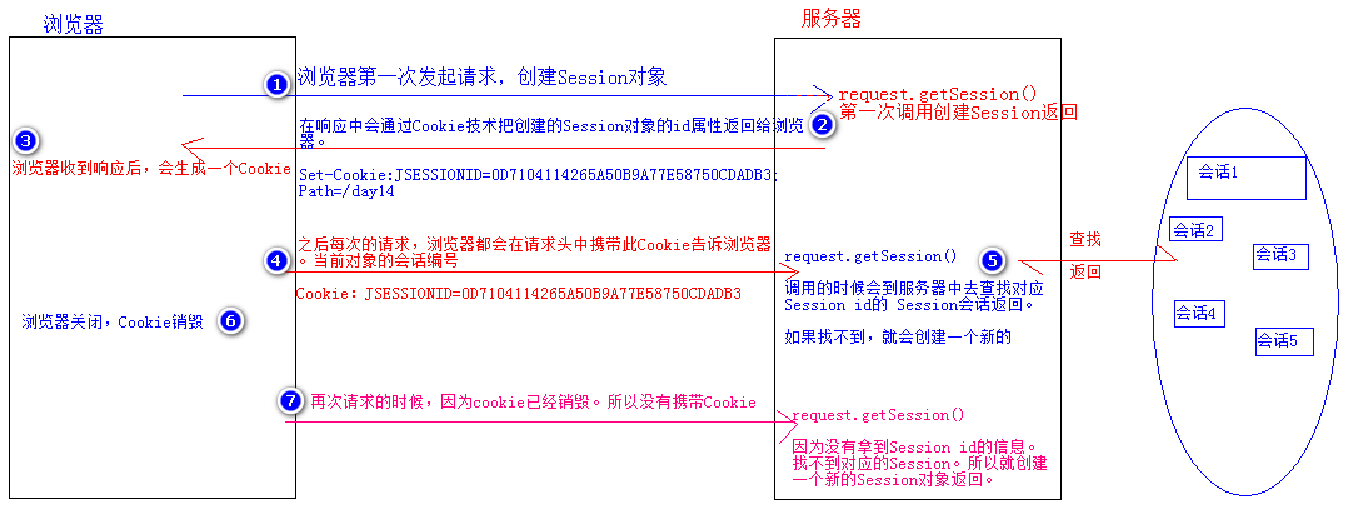 浏览器
服务器
1
浏览器第一次发起请求，创建Session对象
request.getSession()
第一次调用创建Session返回
2
在响应中会通过Cookie技术把创建的Session对象的id属性返回给浏览
器。
3
浏览器收到响应后，会生成一个Cookie
Set-Cookie:JSESSIONID=0D7104114265A50B9A77E58750CDADB3;
Path=/day14
4
之后每次的请求，浏览器都会在请求头中携带此Cookie告诉浏览器
。当前对象的会话编号
Cookie: JSESSIONID=0D7104114265A50B9A77E58750CDADB3
request.getSession()
5
调用的时候会到服务器中去查找对应
Session id的 Session会话返回。
如果找不到，就会创建一个新的
查找
返回
会话1
会话2
会话3
会话4
会话5
浏览器关闭，Cookie销毁
6
7
再次请求的时候，因为cookie已经销毁。所以没有携带Cookie
request.getSession()
因为没有拿到Session id的信息。
找不到对应的Session。所以就创建
一个新的Session对象返回。